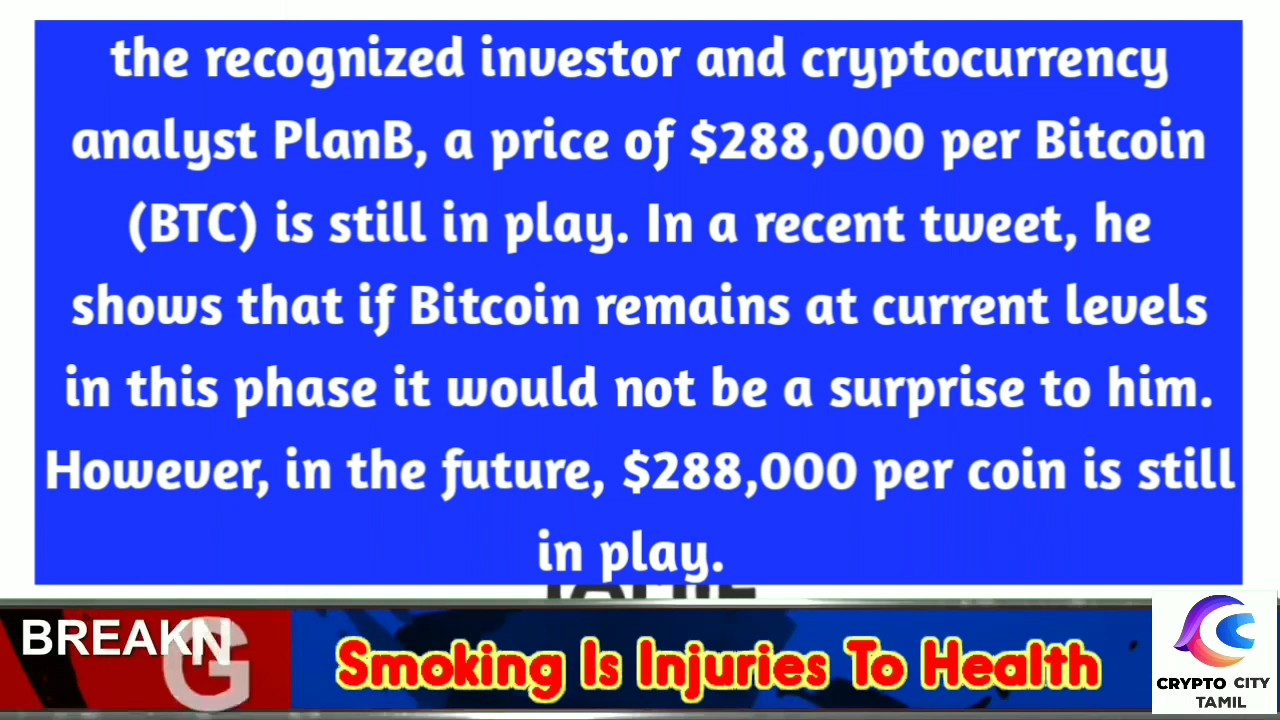 the recognized investor and cryptocurrency
analyst PlanB, a price of $288,000 per Bitcoin
(BTC) is still in play. In a recent tweet, he
shows that if Bitcoin remains at current levels
in this phase it would not be a surprise to him.
However, in the future, $288,000 per coin is still
in play.
BREAKNG
Smoking Is Injuries To Health
CRYPTO CITY
TAMIL